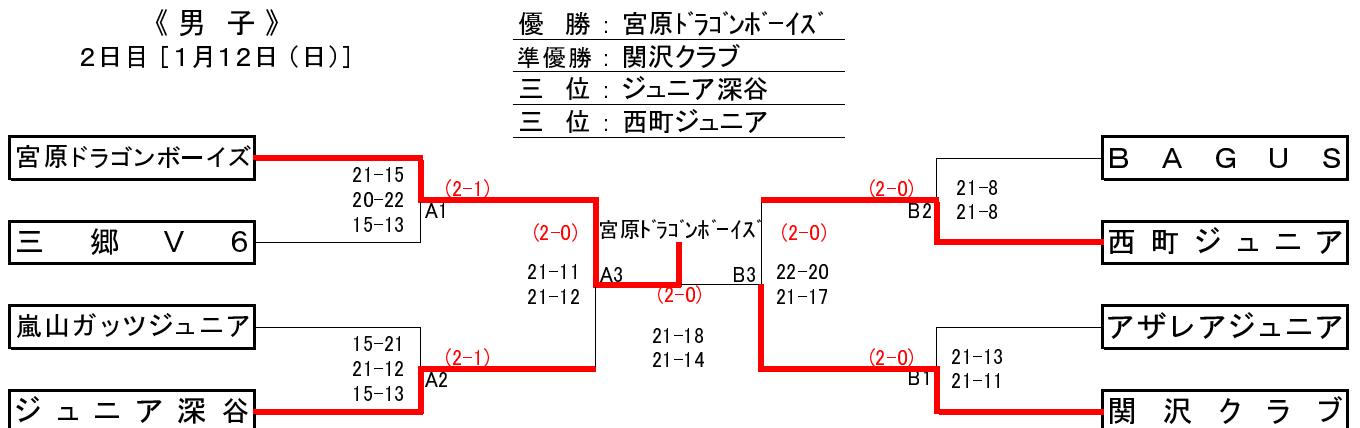 《 男 子 》
2日目 [1月12日 (日)]
優 勝 : 宮原ドラゴンボーイズ
準優勝 : 関沢クラブ
三 位 : ジュニア深谷
三 位 : 西町ジュニア
宮原ドラゴンボーイズ
21-15
20-22
15-13
(2-1)
A1
三 郷 V 6
嵐山ガッツジュニア
15-21
21-12
15-13
(2-1)
A2
ジュニア深谷
(2-0)
21-11
21-12
A3
宮原ドラゴンボーイズ
(2-0)
21-18
21-14
B3
(2-0)
22-20
21-17
(2-0)
B2
21-8
21-8
BAGUS
西町ジュニア
アザレアジュニア
(2-0)
B1
21-13
21-11
関沢クラブ